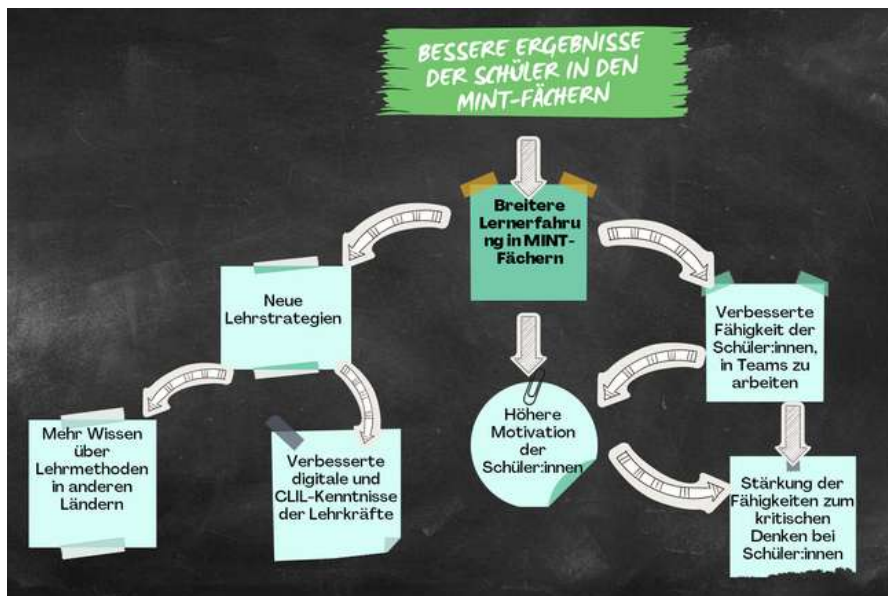 BESSERE ERGEBNISSE
DER SCHÜLER IN DEN
MINT-FÄCHERN
Breitere
Lernerfahru
ng in MINT-
Fächern
Neue
Lehrstrategien
Verbesserte
Fähigkeit der
Schüler:innen,
in Teams zu
arbeiten
Mehr Wissen
über
Lehrmethoden
in anderen
Ländern
Verbesserte
digitale und
CLIL-Kenntnisse
der Lehrkräfte
Höhere
Motivation
der
Schüler:innen
Stärkung der
Fähigkeiten zum
kritischen
Denken bei
Schüler:innen